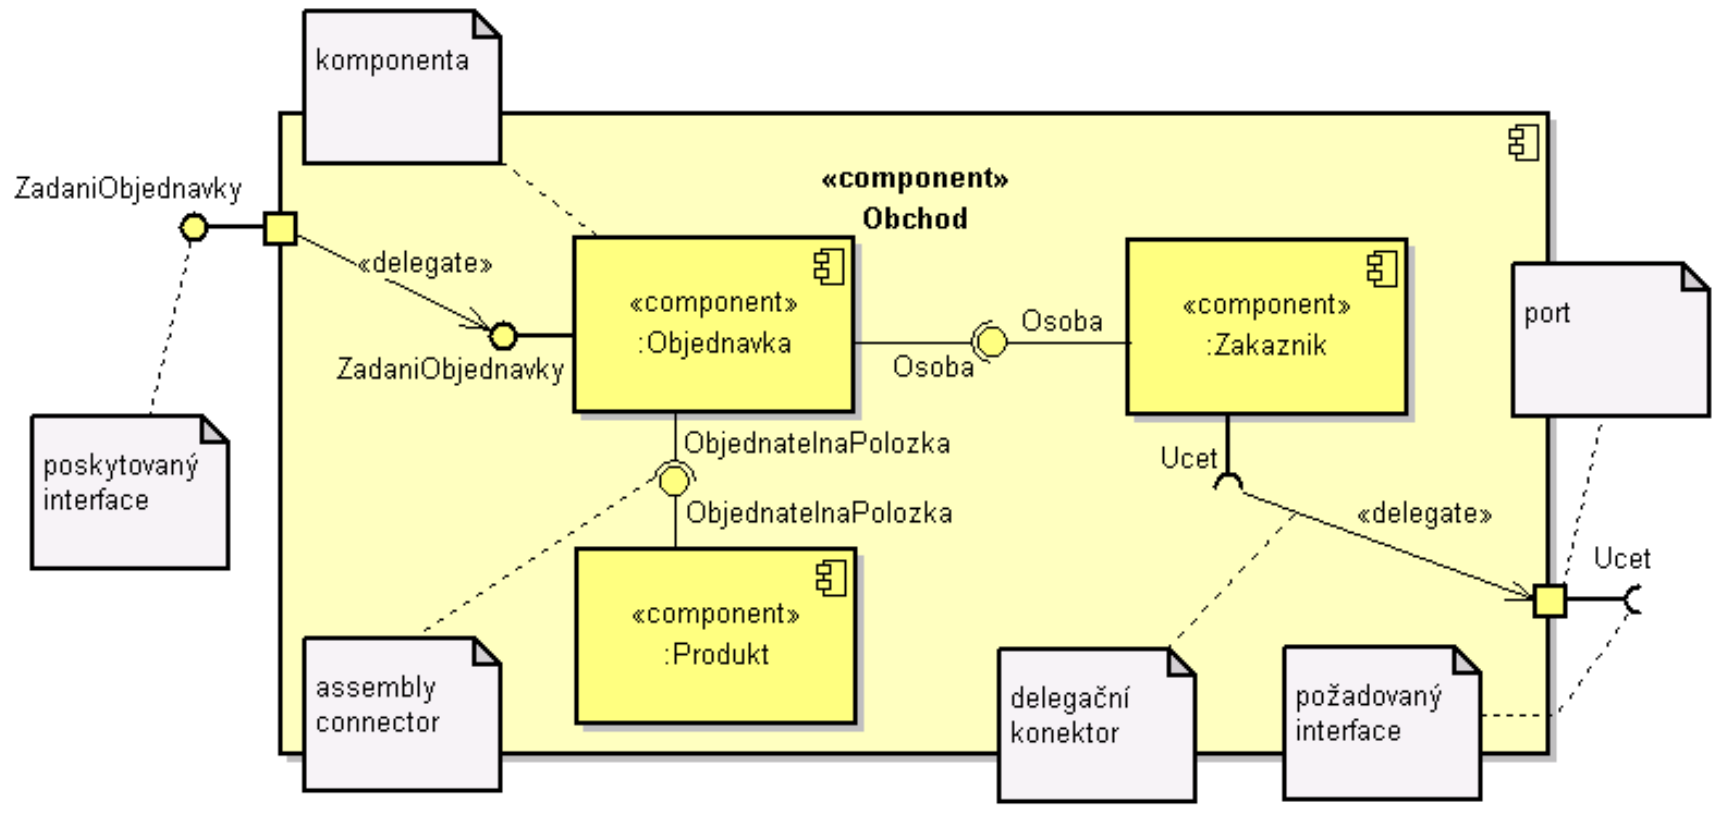 komponenta
ZadaniObjednavky
«component»
Obchod
«delegate»
ZadaniObjednavky
«component»
:Objednavka
Osoba
Osoba
«component»
:Zakaznik
port
poskytovaný
interface
ObjednatelnaPolozka
ObjednatelnaPolozka
Ucet
«delegate»
Ucet
«component»
:Produkt
assembly
connector
delegační
konektor
požadovaný
interface